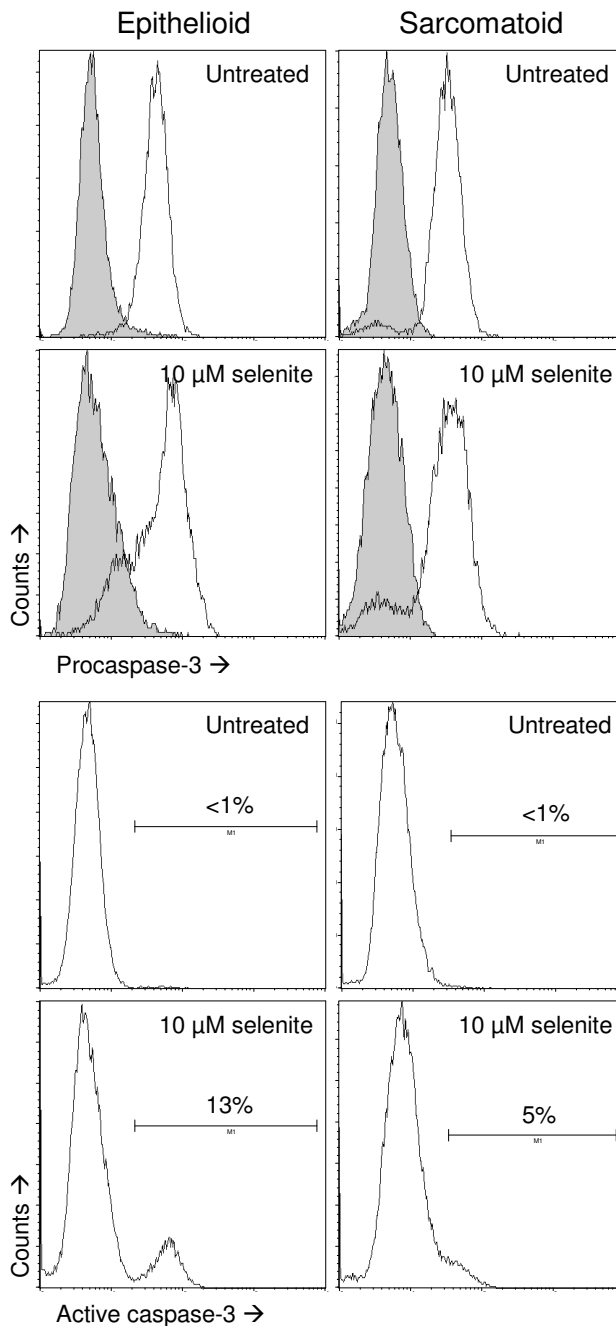 Epithelioid Sarcomatoid
Untreated Untreated
10 µM selenite 10 µM selenite
Counts →
Procaspase-3 →
Untreated Untreated
<1% <1%
M1 M1
10 µM selenite 10 µM selenite
13% 5%
M1 M1
Counts →
Active caspase-3 →